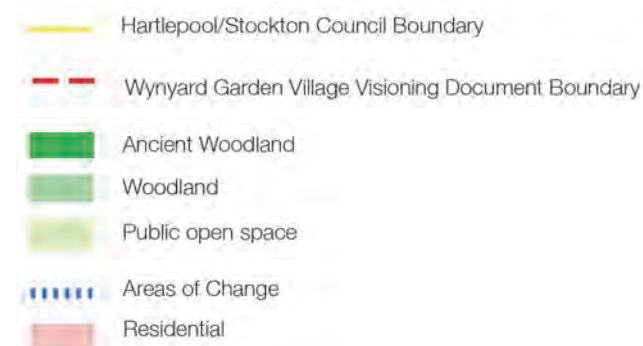 Hartlepool/Stockton Council Boundary
Wynyard Garden Village Visioning Document Boundary
Ancient Woodland
Woodland
Public open space
Areas of Change
Residential